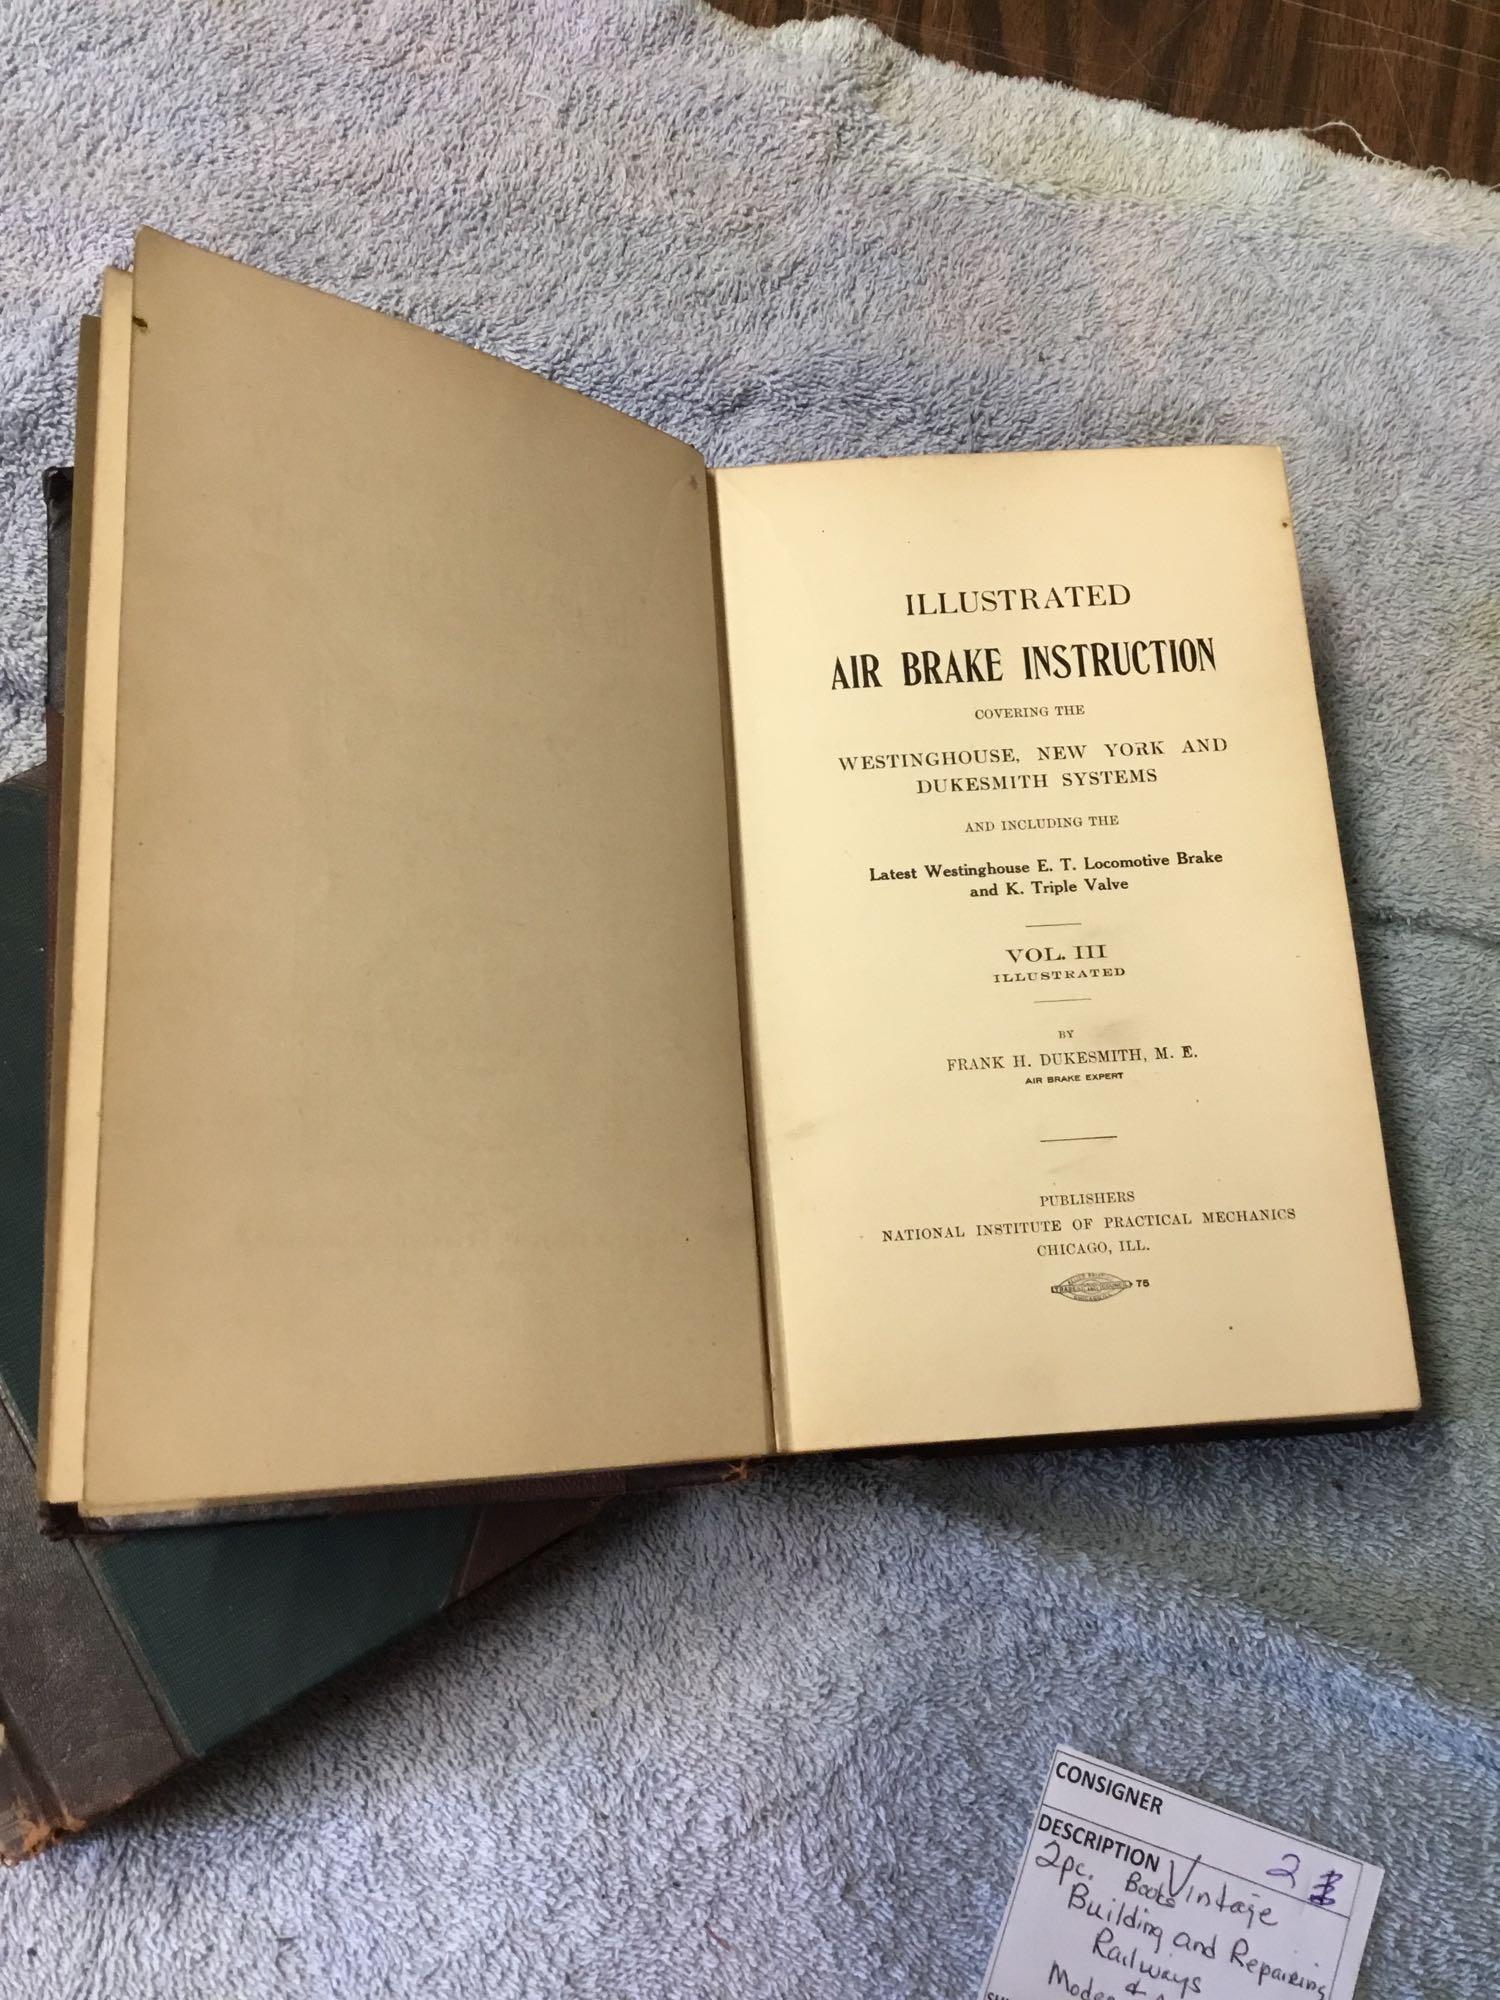 ILLUSTRATED
AIR BRAKE INSTRUCTION
COVERING THE
WESTINGHOUSE, NEW YORK AND
DUKESMITH SYSTEMS
AND INCLUDING THE
Latest Westinghouse E. T. Locomotive Brake
and K. Triple Valve
VOL. III
ILLUSTRATED
BY
FRANK H. DUKESMITH, M. E.
AIR BRAKE EXPERT
PUBLISHERS
NATIONAL INSTITUTE OF PRACTICAL MECHANICS
CHICAGO, ILL.
75
CONSIGNER
DESCRIPTION
2
2pc. Books Vintage
Building and Repairing
Railways
&